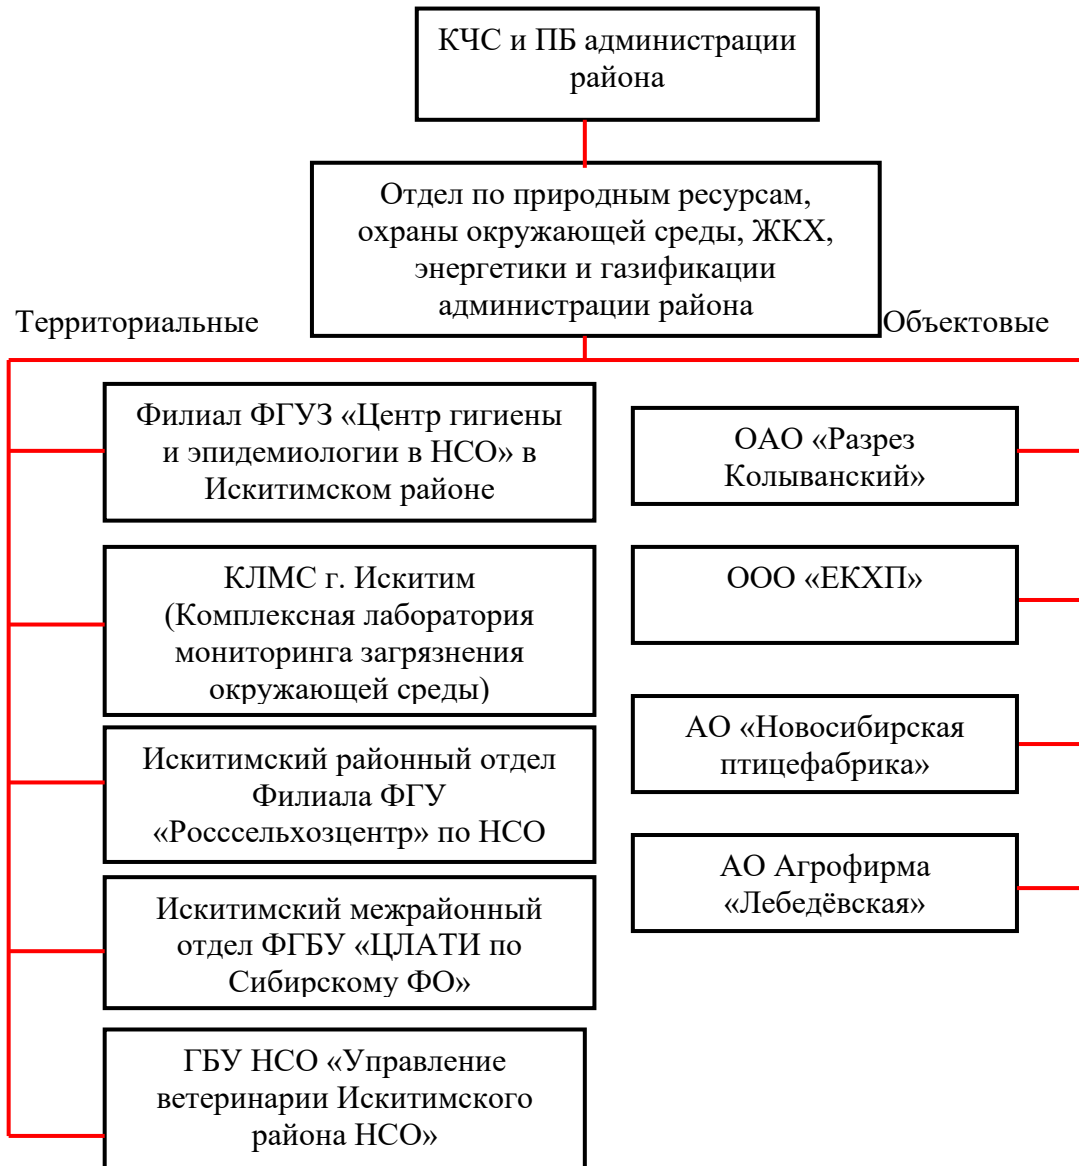 КЧС и ПБ администрации
района
Отдел по природным ресурсам,
охраны окружающей среды, ЖКХ,
энергетики и газификации
администрации района
Территориальные
Объектовые
Филиал ФГУЗ «Центр гигиены
и эпидемиологии в НСО» в
Искитимском районе
КЛМС г. Искитим
(Комплексная лаборатория
мониторинга загрязнения
окружающей среды)
Искитимский районный отдел
Филиала ФГУ
«Росссельхозцентр» по НСО
Искитимский межрайонный
отдел ФГБУ «ЦЛАТИ по
Сибирскому ФО»
ГБУ НСО «Управление
ветеринарии Искитимского
района НСО»
ОАО «Разрез
Колыванский»
ООО «ЕКХП»
АО «Новосибирская
птицефабрика»
АО Агрофирма
«Лебедёвская»